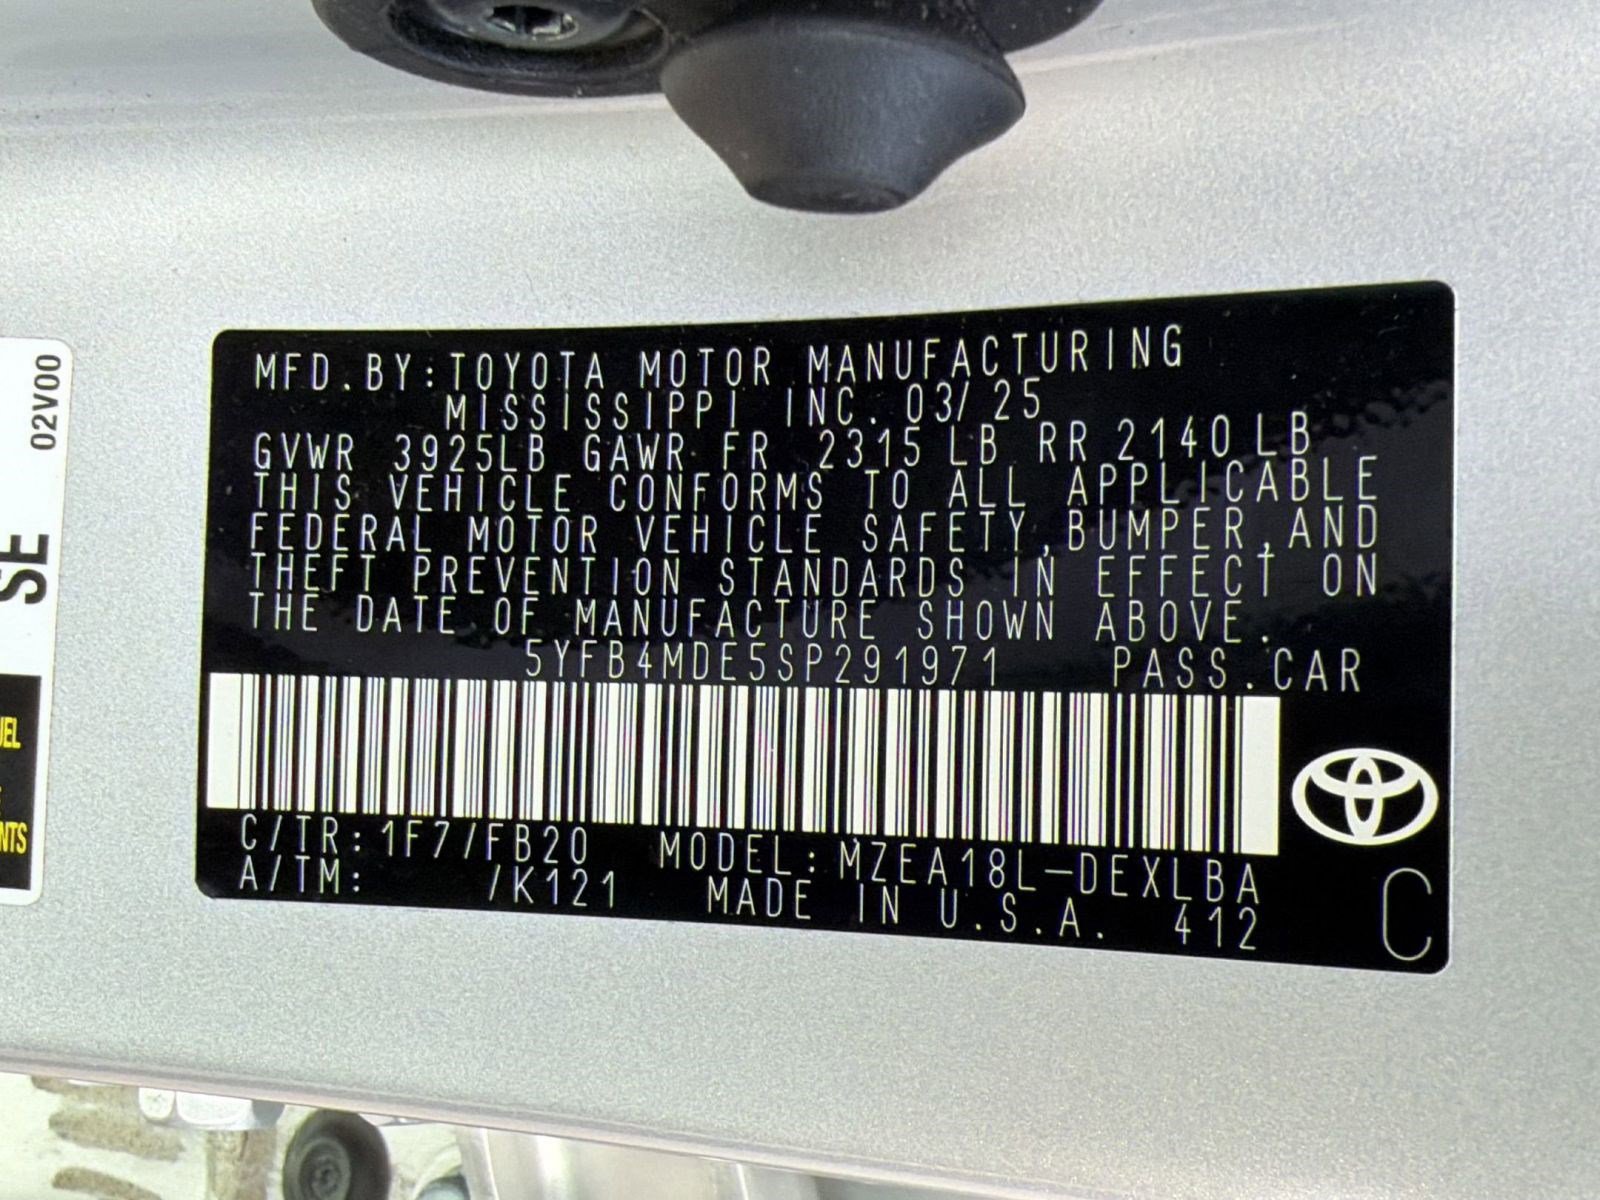 MFD.BY:TOYOTA MOTOR MANUFACTURING
MISSISSIPPI INC. 03/25
GVWR 3925LB GAWR FR 2315 LB RR 2140 LB
THIS VEHICLE CONFORMS TO ALL APPLICABLE
FEDERAL MOTOR VEHICLE SAFETY,BUMPER,AND
THEFT PREVENTION STANDARDS IN EFFECT ON
THE DATE OF MANUFACTURE SHOWN ABOVE.
5YFB4MDE5SP291971 PASS.CAR
C/TR:1F7/FB20 MODEL:MZEA18L-DEXLBA
A/TM: /K121 MADE IN U.S.A. 412
C
02V00
SE